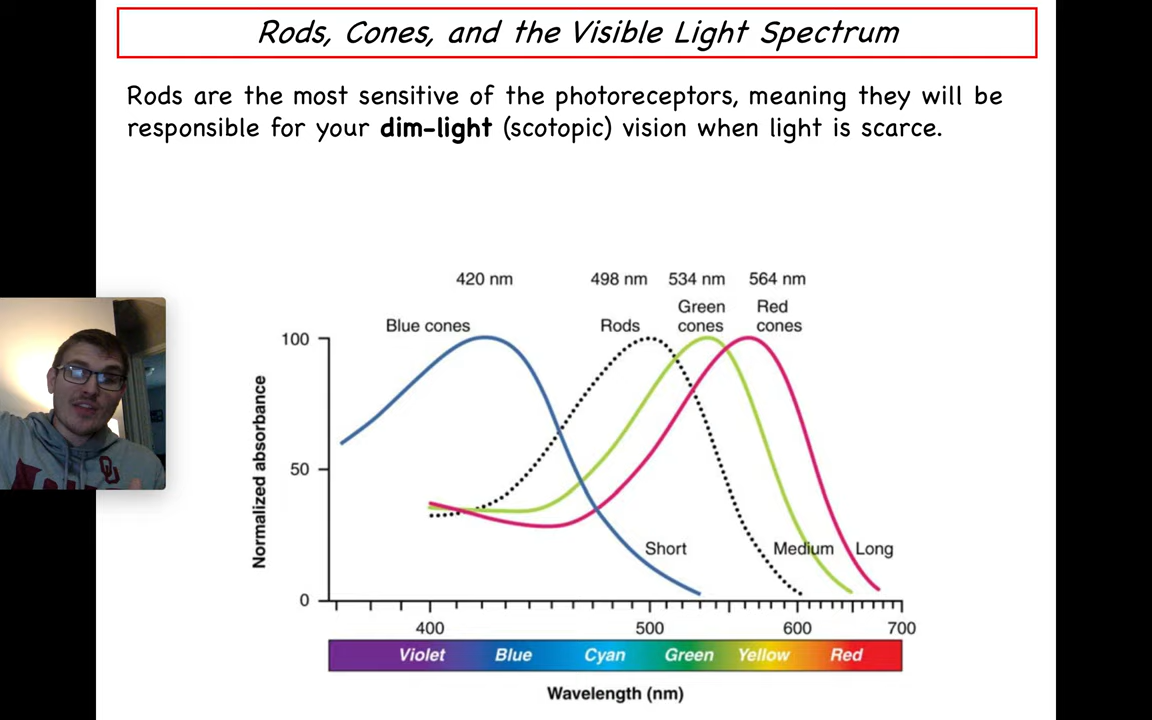 Rods, Cones, and the Visible Light Spectrum
Rods are the most sensitive of the photoreceptors, meaning they will be
responsible for your dim-light (scotopic) vision when light is scarce.
420 nm 498 nm 534 nm 564 nm
Blue cones Rods Green cones Red cones
100
50
0
Normalized absorbance
Short Medium Long
400 500 600 700
Violet Blue Cyan Green Yellow Red
Wavelength (nm)
OU